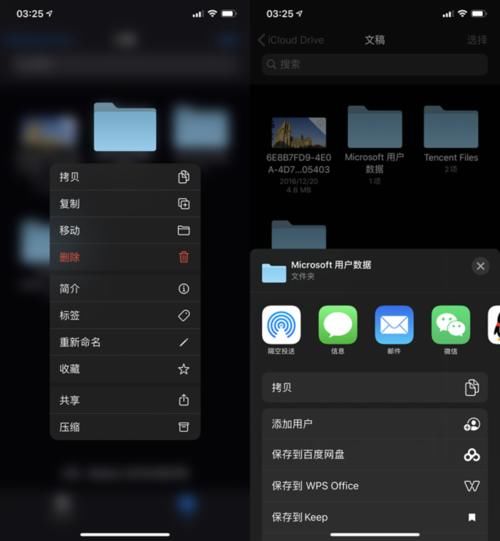 03:25
拷贝
复制
移动
删除
简介
标签
重新命名
收藏
共享
压缩
03:25
iCloud Drive
文稿
选择
搜索
6E8B7FD9-4E0
A-4D7...05403
2016/12/20
4.6 MB
Microsoft 用户
数据
1项
Tencent Files
2项
Microsoft 用户数据
文件夹
隔空投送
信息
邮件
微信
拷贝
添加用户
保存到百度网盘
保存到 WPS Office
保存到 Keep